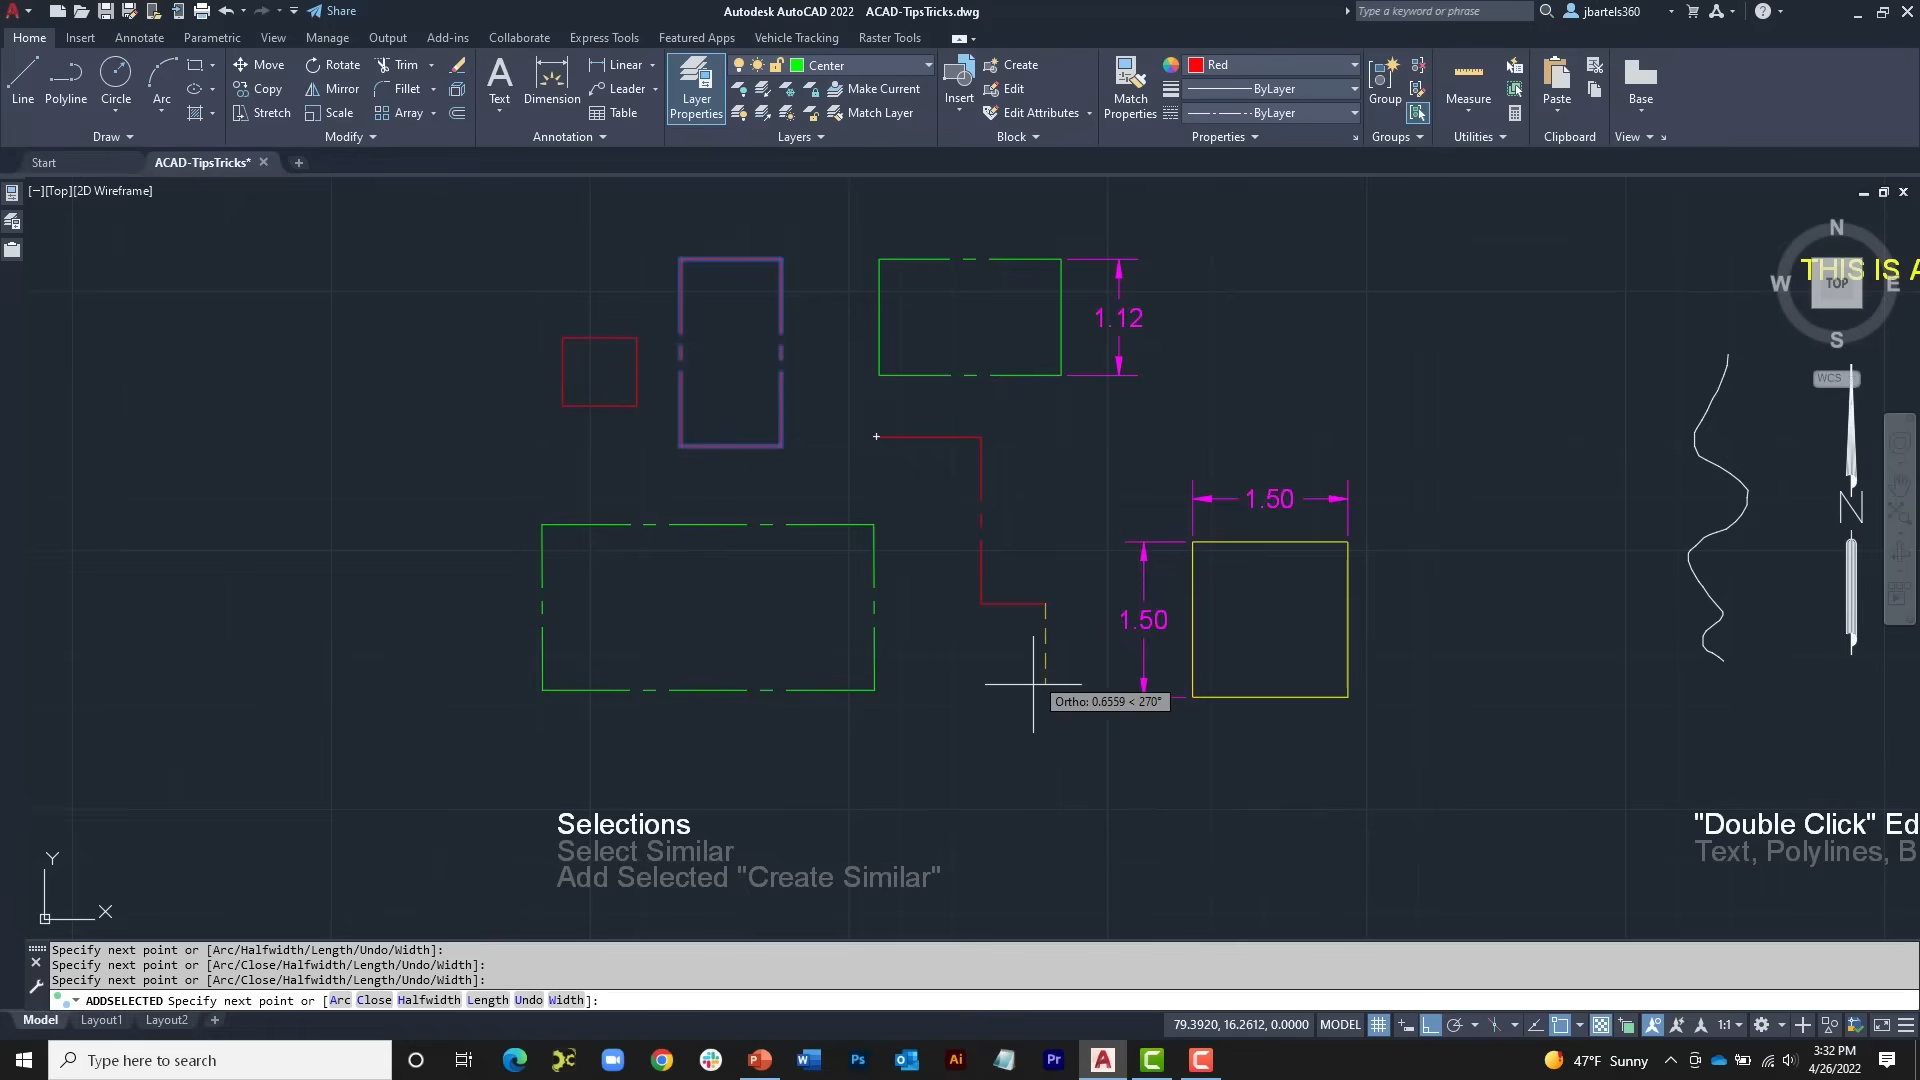 Share
Autodesk AutoCAD 2022 ACAD-TipsTricks.dwg
Type a keyword or phrase
jbartels360
Home Insert Annotate Parametric View Manage Output Add-ins Collaborate Express Tools Featured Apps Vehicle Tracking Raster Tools
Move Rotate Trim
Linear
Center
Create
Red
Line Polyline Circle Arc
Copy Mirror Fillet
Text Dimension
Leader
Layer Properties
Make Current
Insert
Edit
Match Properties
ByLayer
Group
Measure
Paste
Base
Stretch Scale Array
Table
Match Layer
Edit Attributes
ByLayer
Draw Modify Annotation Layers Block Properties Groups Utilities Clipboard View
Start ACAD-TipsTricks*
[−][Top][2D Wireframe]
N
THIS IS A
W TOP E
S
WCS
1.12
1.50
N
1.50
Ortho: 0.6559 < 270°
Selections
Select Similar
Add Selected "Create Similar"
"Double Click" Ed
Text, Polylines, B
Y
X
Specify next point or [Arc/Halfwidth/Length/Undo/Width]:
Specify next point or [Arc/Close/Halfwidth/Length/Undo/Width]:
Specify next point or [Arc/Close/Halfwidth/Length/Undo/Width]:
ADDSELECTED Specify next point or [Arc Close Halfwidth Length Undo Width]:
Model Layout1 Layout2
79.3920, 16.2612, 0.0000 MODEL
1:1
Type here to search
47°F Sunny
3:32 PM
4/26/2022